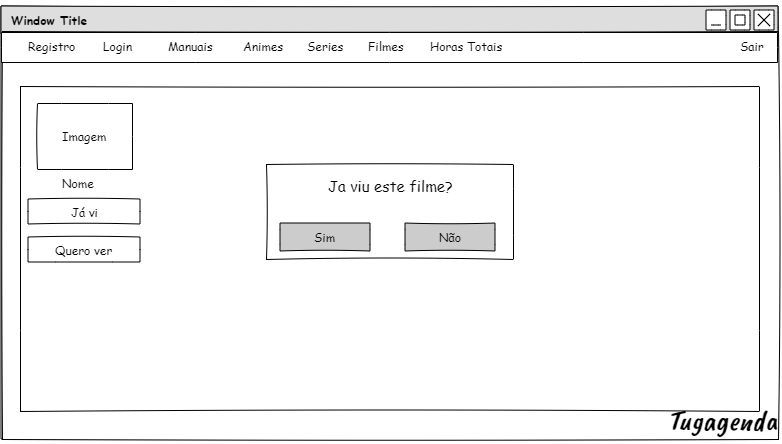 Window Title
Registro Login Manuais Animes Series Filmes Horas Totais Sair
Imagem
Nome
Já vi
Quero ver
Ja viu este filme?
Sim Não
Tugagenda